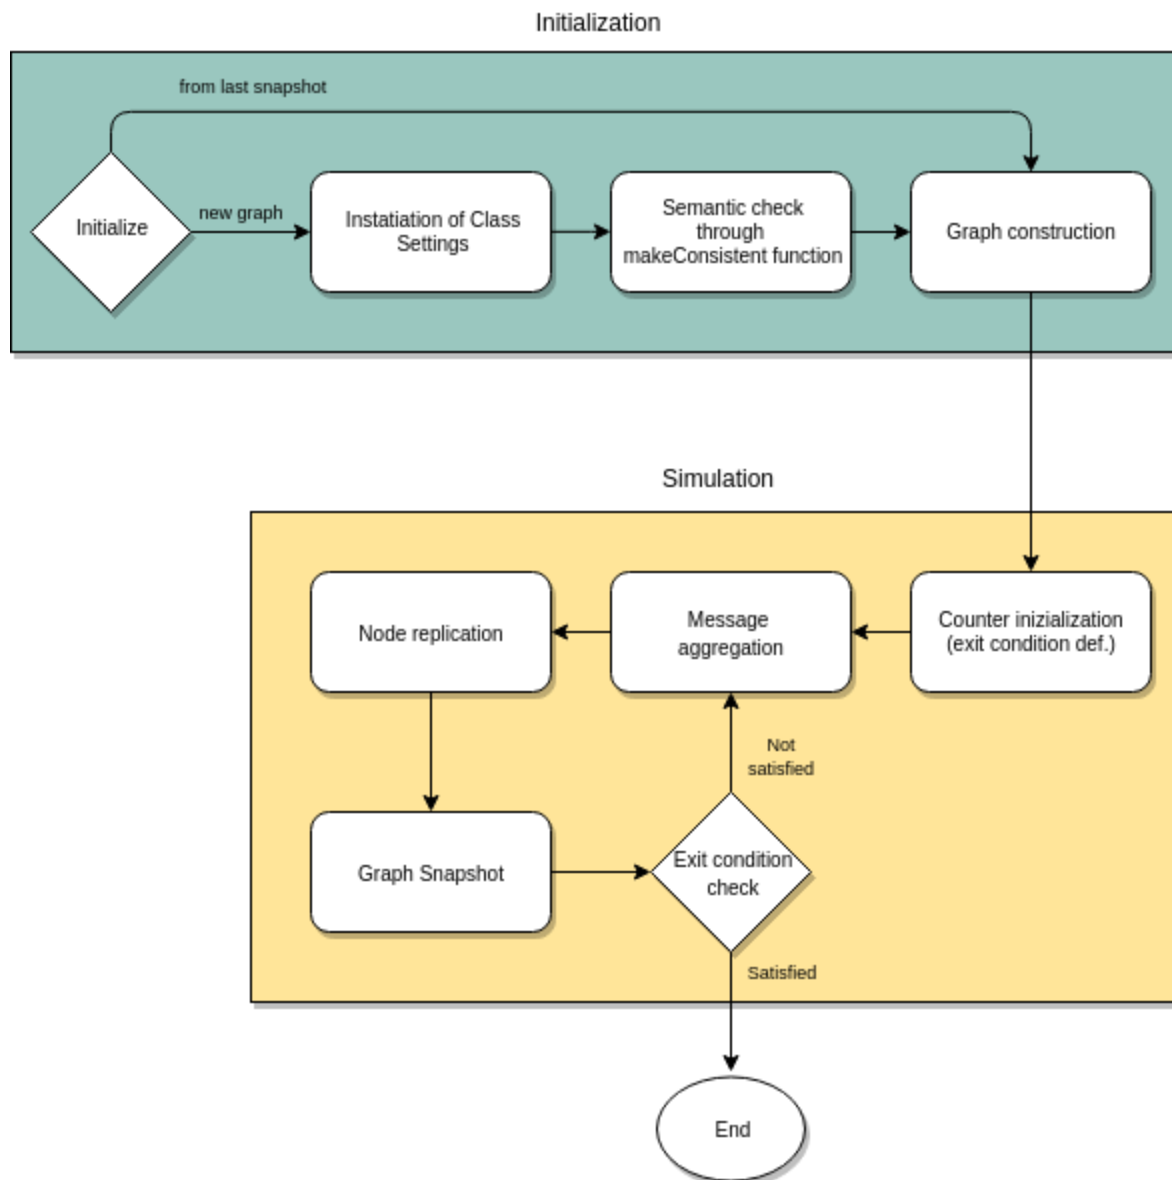 Initialization
from last snapshot
Initialize
new graph
Instatiation of Class
Settings
Semantic check
through
makeConsistent function
Graph construction
Simulation
Node replication
Message
aggregation
Counter inizialization
(exit condition def.)
Not
satisfied
Graph Snapshot
Exit condition
check
Satisfied
End